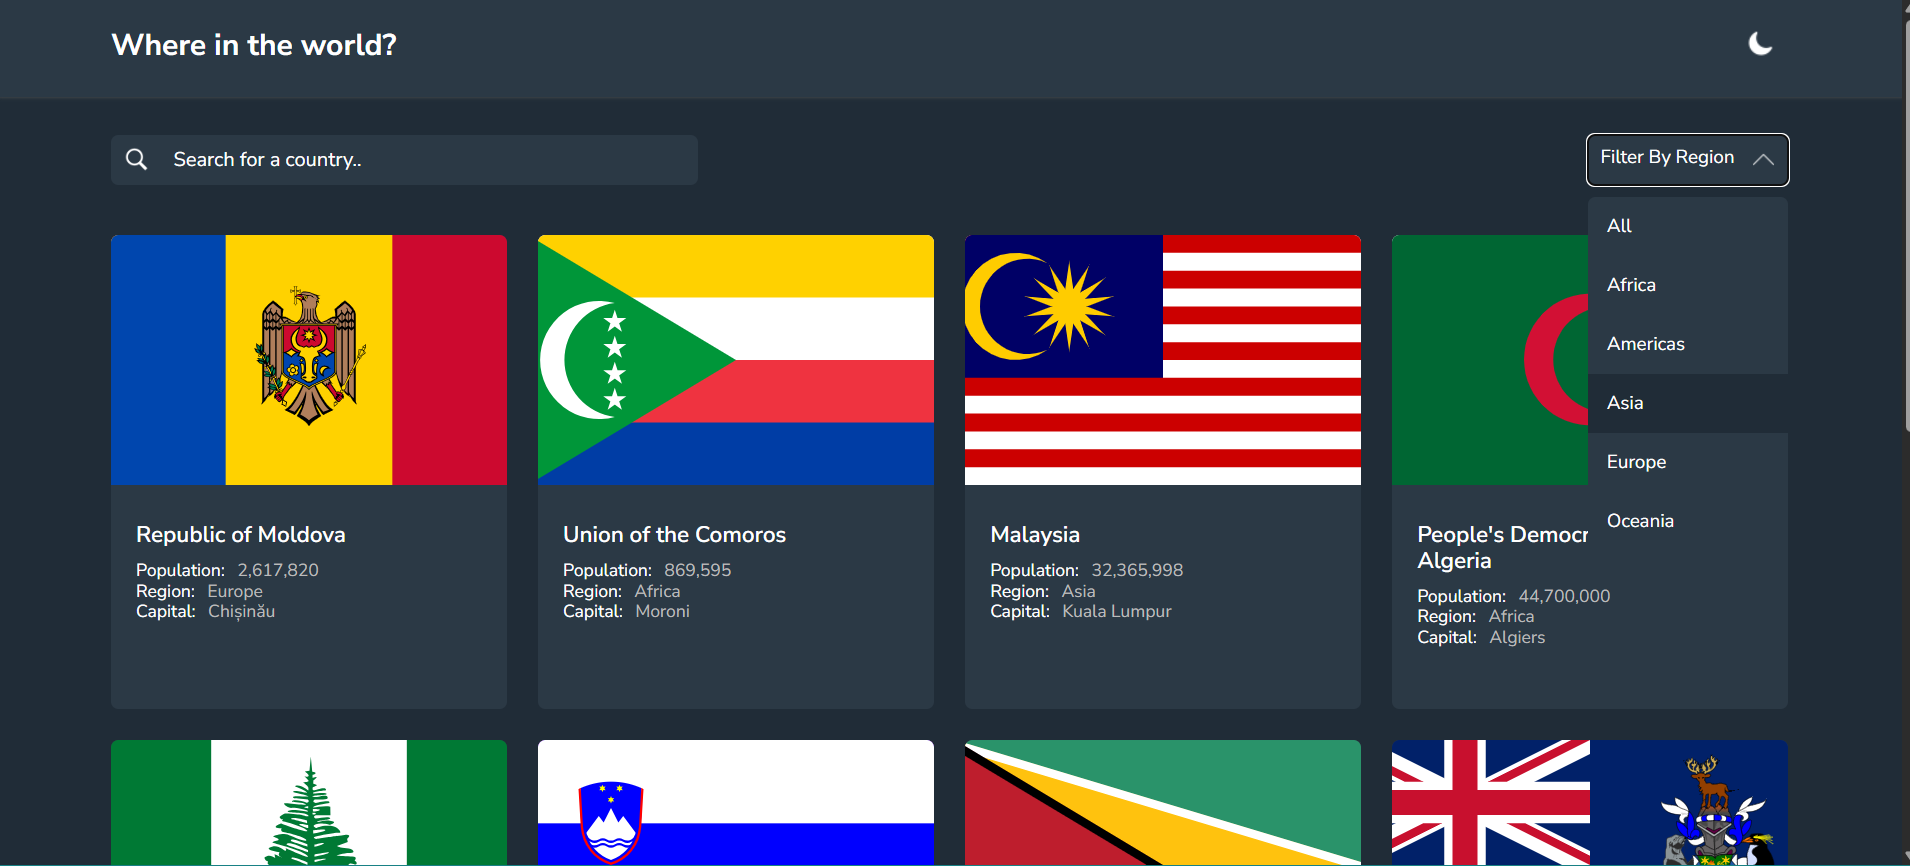 Where in the world?
Search for a country..
Filter By Region
All
Africa
Americas
Asia
Europe
Oceania
Republic of Moldova
Population: 2,617,820
Region: Europe
Capital: Chișinău
Union of the Comoros
Population: 869,595
Region: Africa
Capital: Moroni
Malaysia
Population: 32,365,998
Region: Asia
Capital: Kuala Lumpur
People's
Algeria
Population: 44,700,000
Region: Africa
Capital: Algiers